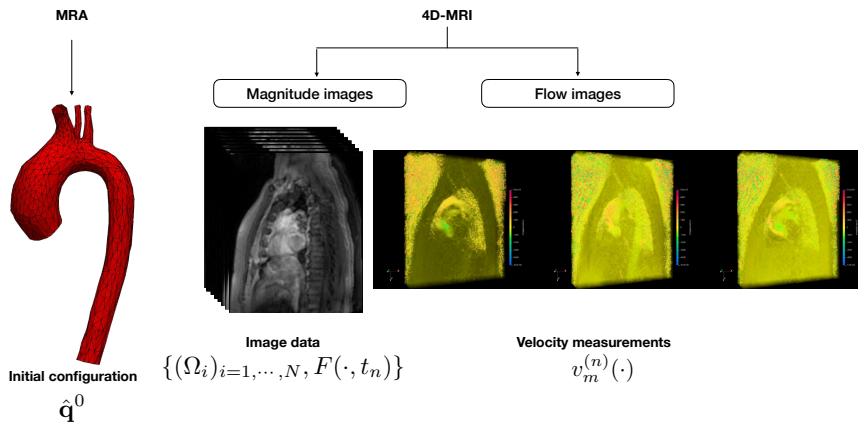 MRA
4D-MRI
Magnitude images
Flow images
Image data
{(Ω_i)_{i=1,⋯,N}, F(·, t_n)}
Velocity measurements
v_m^{(n)}(·)
Initial configuration
q̂^0